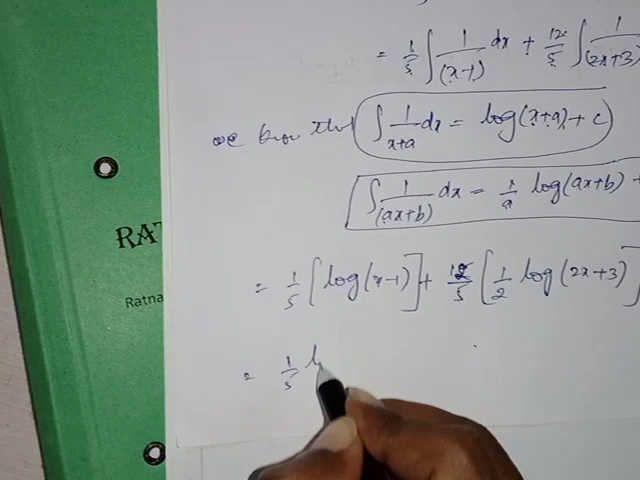 = 1/5 ∫ 1/(x-1) dx + 12/5 ∫ 1/(2x+3)
we know that ∫ 1/(x+a) dx = log(x+a) + c
∫ 1/(ax+b) dx = 1/a log(ax+b) +
= 1/5 [log(x-1)] + 12/5 [1/2 log(2x+3)]
= 1/5 l
RAT
Ratna